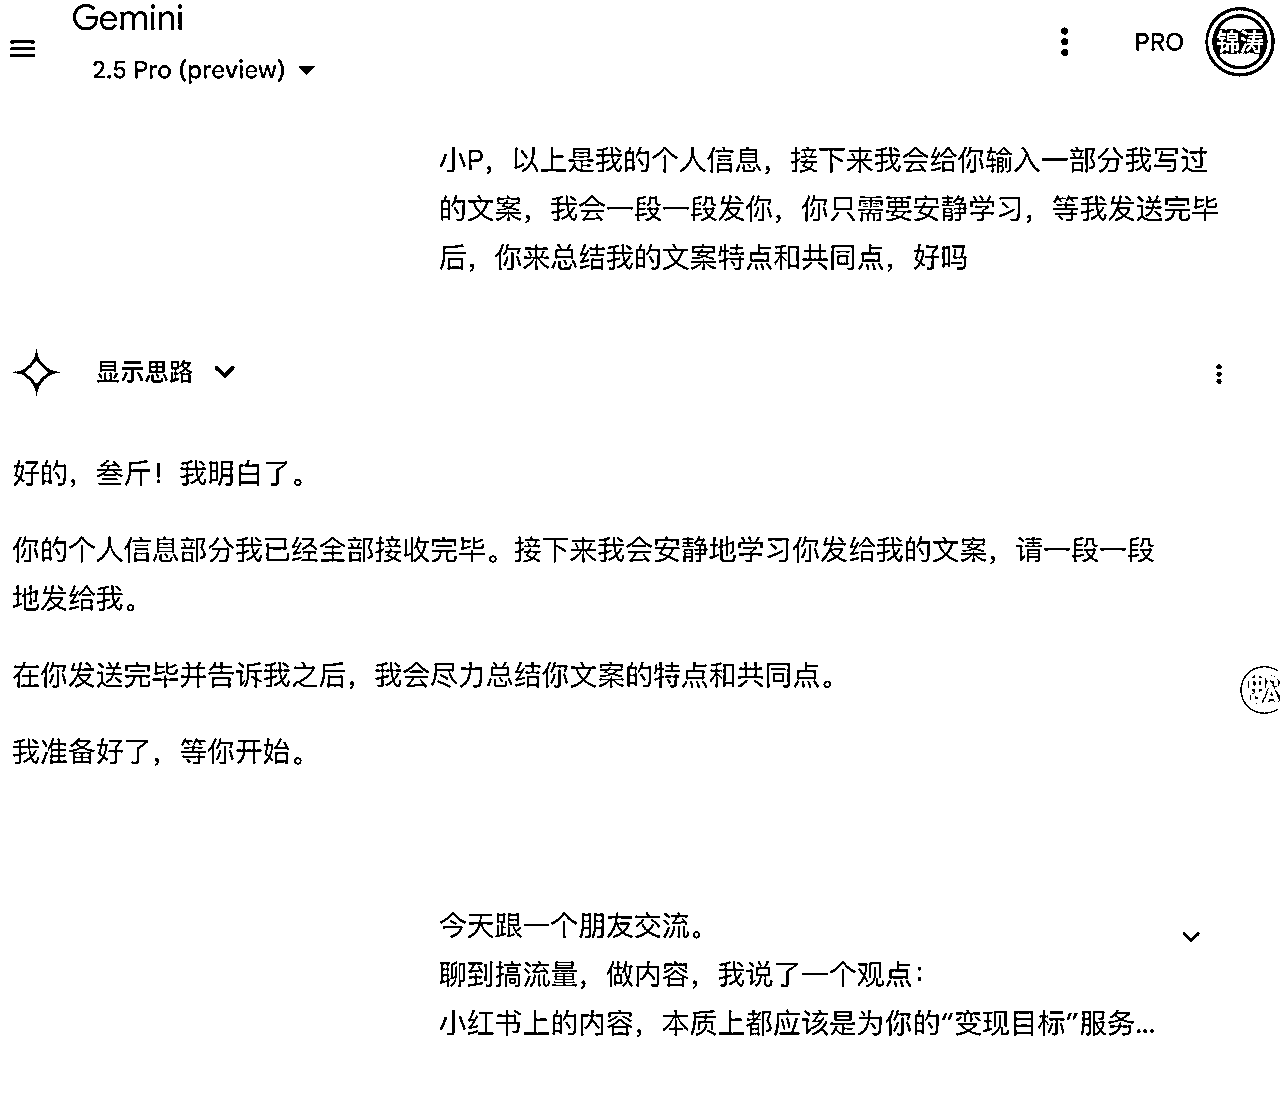 Gemini
2.5 Pro (preview)
PRO
锦涛
小P，以上是我的个人信息，接下来我会给你输入一部分我写过
的文案，我会一段一段发你，你只需要安静学习，等我发送完毕
后，你来总结我的文案特点和共同点，好吗
显示思路
好的，叁斤！我明白了。
你的个人信息部分我已经全部接收完毕。接下来我会安静地学习你发给我的文案，请一段一段
地发给我。
在你发送完毕并告诉我之后，我会尽力总结你文案的特点和共同点。
我准备好了，等你开始。
今天跟一个朋友交流。
聊到搞流量，做内容，我说了一个观点：
小红书上的内容，本质上都应该是为你的“变现目标”服务...